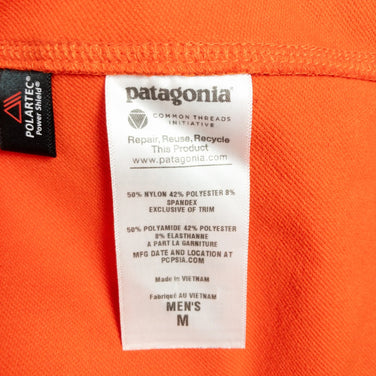 POLARTEC®
Power Shield®
patagonia®
COMMON THREADS
INITIATIVE
Repair, Reuse, Recycle
This Product
www.patagonia.com
50% NYLON 42% POLYESTER 8%
SPANDEX
EXCLUSIVE OF TRIM
50% POLYAMIDE 42% POLYESTER
8% ELASTHANNE
A PART LA GARNITURE
MFG DATE AND LOCATION AT
PCPSIA.COM
Made in VIETNAM
Fabriqué AU VIETNAM
MEN'S
M